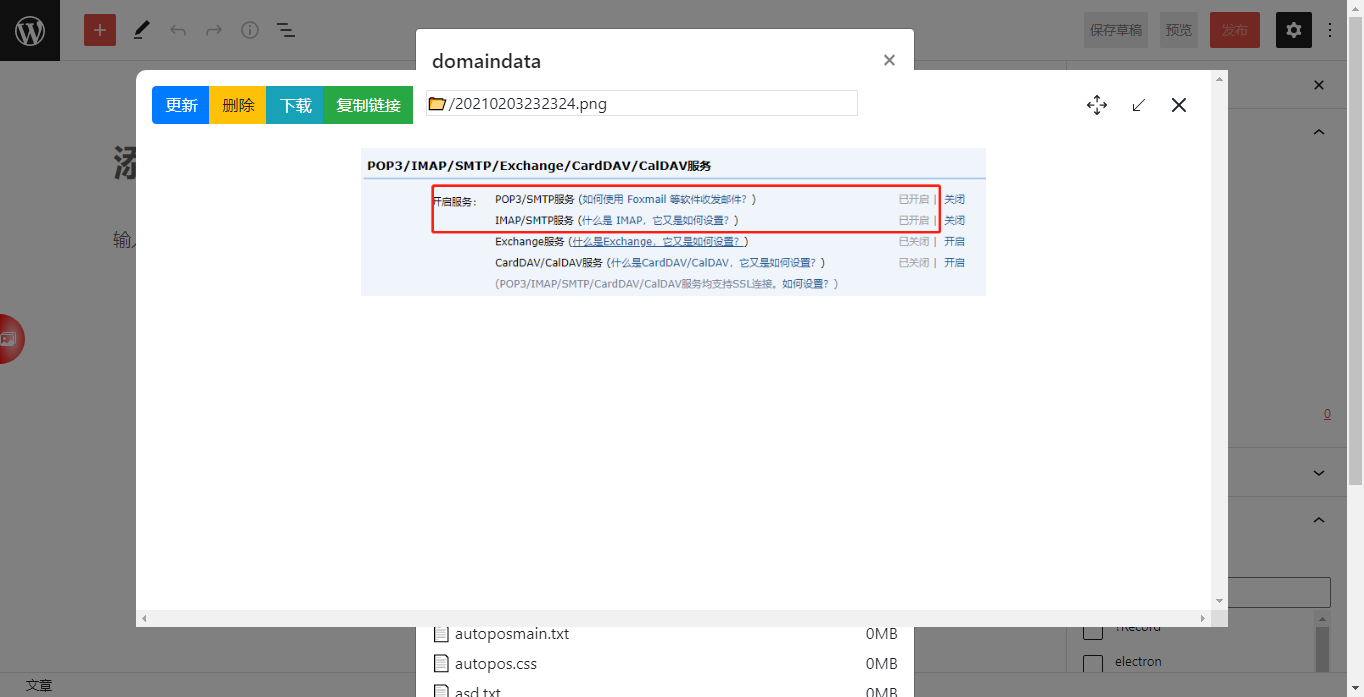 保存草稿 预览 发布
domaindata
更新 删除 下载 复制链接 /20210203232324.png
POP3/IMAP/SMTP/Exchange/CardDAV/CalDAV服务
开启服务： POP3/SMTP服务 (如何使用 Foxmail 等软件收发邮件？) 已开启 | 关闭
IMAP/SMTP服务 (什么是 IMAP，它又是如何设置？) 已开启 | 关闭
Exchange服务 (什么是Exchange，它又是如何设置？) 已关闭 | 开启
CardDAV/CalDAV服务 (什么是CardDAV/CalDAV，它又是如何设置？) 已关闭 | 开启
(POP3/IMAP/SMTP/CardDAV/CalDAV服务均支持SSL连接。如何设置？)
添
输
0
autoposmain.txt 0MB
autopos.css 0MB
electron
asd.txt 0MB
文章